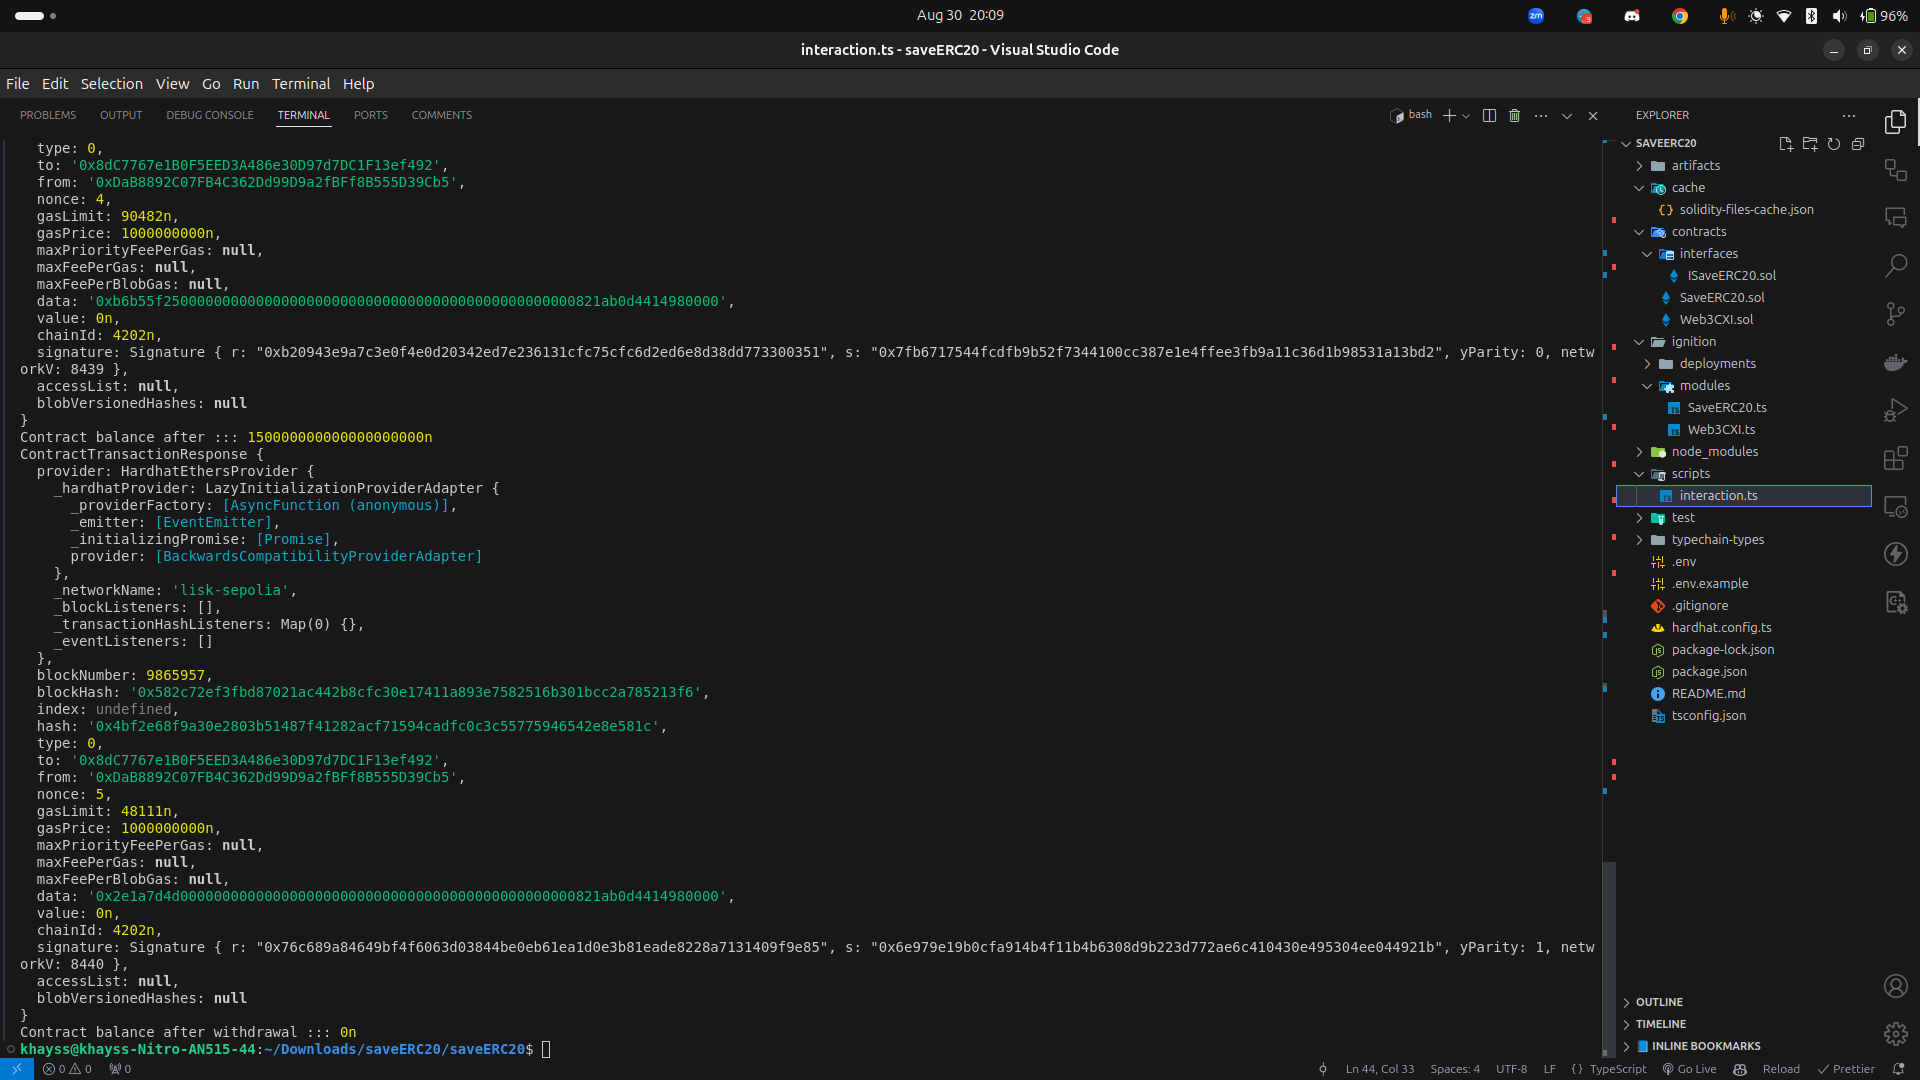 Aug 30 20:09
zm
96%
interaction.ts - saveERC20 - Visual Studio Code
File Edit Selection View Go Run Terminal Help
PROBLEMS OUTPUT DEBUG CONSOLE TERMINAL PORTS COMMENTS
bash
type: 0,
to: '0x8dC7767e1B0F5EED3A486e30D97d7DC1F13ef492',
from: '0xDaB8892C07FB4C362Dd99D9a2fBFf8B555D39Cb5',
nonce: 4,
gasLimit: 90482n,
gasPrice: 1000000000n,
maxPriorityFeePerGas: null,
maxFeePerGas: null,
maxFeePerBlobGas: null,
data: '0xb6b55f250000000000000000000000000000000000000000000000821ab0d4414980000',
value: 0n,
chainId: 4202n,
signature: Signature { r: "0xb20943e9a7c3e0f4e0d20342ed7e236131cfc75cfc6d2ed6e8d38dd773300351", s: "0x7fb6717544fcdfb9b52f7344100cc387e1e4ffee3fb9a11c36d1b98531a13bd2", yParity: 0, netw
orkV: 8439 },
accessList: null,
blobVersionedHashes: null
}
Contract balance after ::: 150000000000000000000n
ContractTransactionResponse {
provider: HardhatEthersProvider {
_hardhatProvider: LazyInitializationProviderAdapter {
_providerFactory: [AsyncFunction (anonymous)],
_emitter: [EventEmitter],
_initializingPromise: [Promise],
provider: [BackwardsCompatibilityProviderAdapter]
},
_networkName: 'lisk-sepolia',
_blockListeners: [],
_transactionHashListeners: Map(0) {},
_eventListeners: []
},
blockNumber: 9865957,
blockHash: '0x582c72ef3fbd87021ac442b8cfc30e17411a893e7582516b301bcc2a785213f6',
index: undefined,
hash: '0x4bf2e68f9a30e2803b51487f41282acf71594cadfc0c3c55775946542e8e581c',
type: 0,
to: '0x8dC7767e1B0F5EED3A486e30D97d7DC1F13ef492',
from: '0xDaB8892C07FB4C362Dd99D9a2fBFf8B555D39Cb5',
nonce: 5,
gasLimit: 48111n,
gasPrice: 1000000000n,
maxPriorityFeePerGas: null,
maxFeePerGas: null,
maxFeePerBlobGas: null,
data: '0x2e1a7d4d0000000000000000000000000000000000000000000000821ab0d4414980000',
value: 0n,
chainId: 4202n,
signature: Signature { r: "0x76c689a84649bf4f6063d03844be0eb61ea1d0e3b81eade8228a7131409f9e85", s: "0x6e979e19b0cfa914b4f11b4b6308d9b223d772ae6c410430e495304ee044921b", yParity: 1, netw
orkV: 8440 },
accessList: null,
blobVersionedHashes: null
}
Contract balance after withdrawal ::: 0n
khayss@khayss-Nitro-AN515-44:~/Downloads/saveERC20/saveERC20$
EXPLORER
SAVEERC20
artifacts
cache
solidity-files-cache.json
contracts
interfaces
ISaveERC20.sol
SaveERC20.sol
Web3CXI.sol
ignition
deployments
modules
SaveERC20.ts
Web3CXI.ts
node_modules
scripts
interaction.ts
test
typechain-types
.env
.env.example
.gitignore
hardhat.config.ts
package-lock.json
package.json
README.md
tsconfig.json
OUTLINE
TIMELINE
INLINE BOOKMARKS
0 0 0
Ln 44, Col 33 Spaces: 4 UTF-8 LF {} TypeScript Go Live Reload Prettier